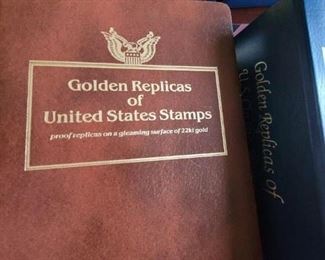 Golden Replicas
of
United States Stamps
proof replicas on a gleaming surface of 22kt gold
Golden Replicas of
U.S.